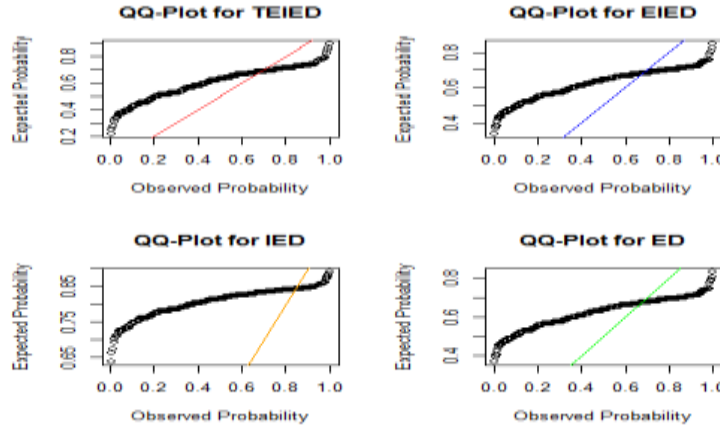 QQ-Plot for TEIED
Expected Probability
0.2 0.4 0.6 0.8
0.0 0.2 0.4 0.6 0.8 1.0
Observed Probability
QQ-Plot for EIED
Expected Probability
0.4 0.6 0.8
0.0 0.2 0.4 0.6 0.8 1.0
Observed Probability
QQ-Plot for IED
Expected Probability
0.65 0.75 0.85
0.0 0.2 0.4 0.6 0.8 1.0
Observed Probability
QQ-Plot for ED
Expected Probability
0.4 0.6 0.8
0.0 0.2 0.4 0.6 0.8 1.0
Observed Probability